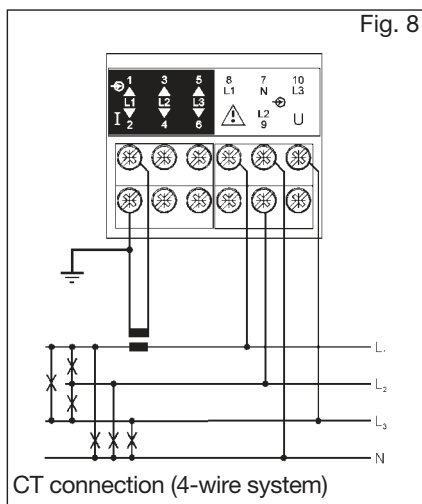 Fig. 8
1 3 5 8 7 10
L1 N L3
L1 L2 L3
I L2 U
2 4 6 9
L₁
L₂
L₃
N
CT connection (4-wire system)